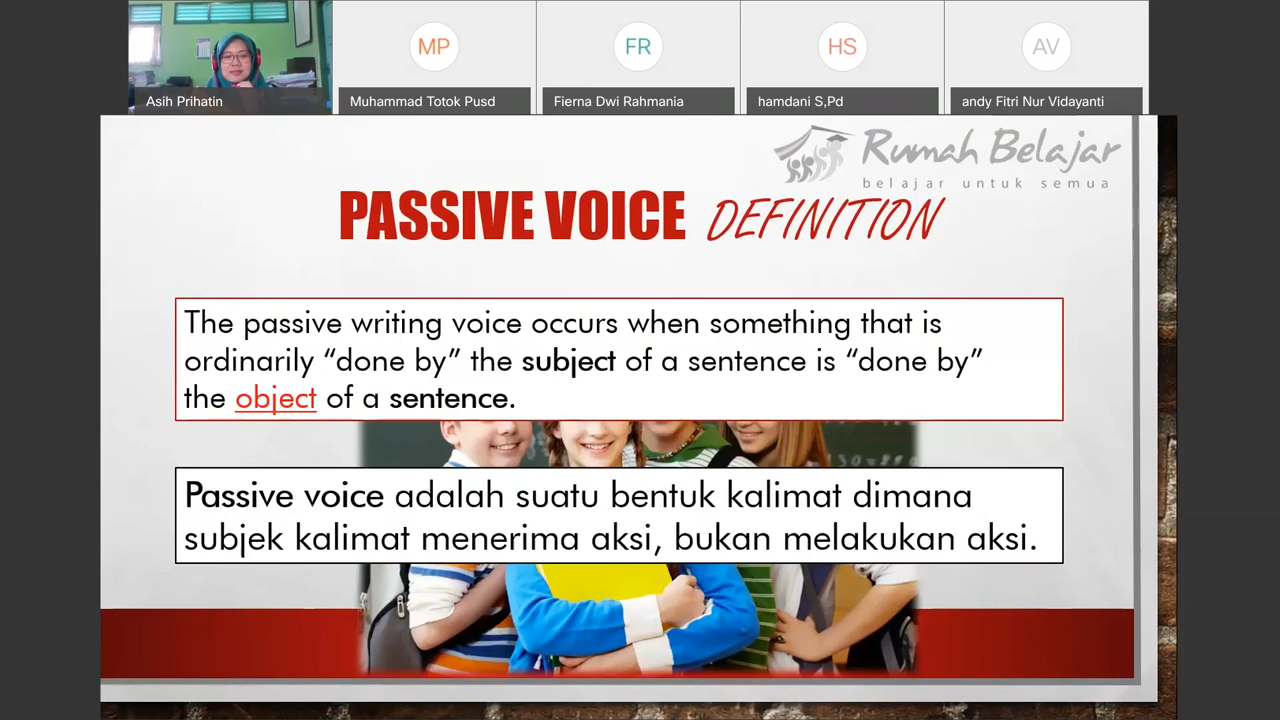 MP
FR
HS
AV
Asih Prihatin
Muhammad Totok Pusd
Fierna Dwi Rahmania
hamdani S,Pd
andy Fitri Nur Vidayanti
Rumah Belajar
belajar untuk semua
PASSIVE VOICE DEFINITION
The passive writing voice occurs when something that is
ordinarily “done by” the subject of a sentence is “done by”
the object of a sentence.
Passive voice adalah suatu bentuk kalimat dimana
subjek kalimat menerima aksi, bukan melakukan aksi.